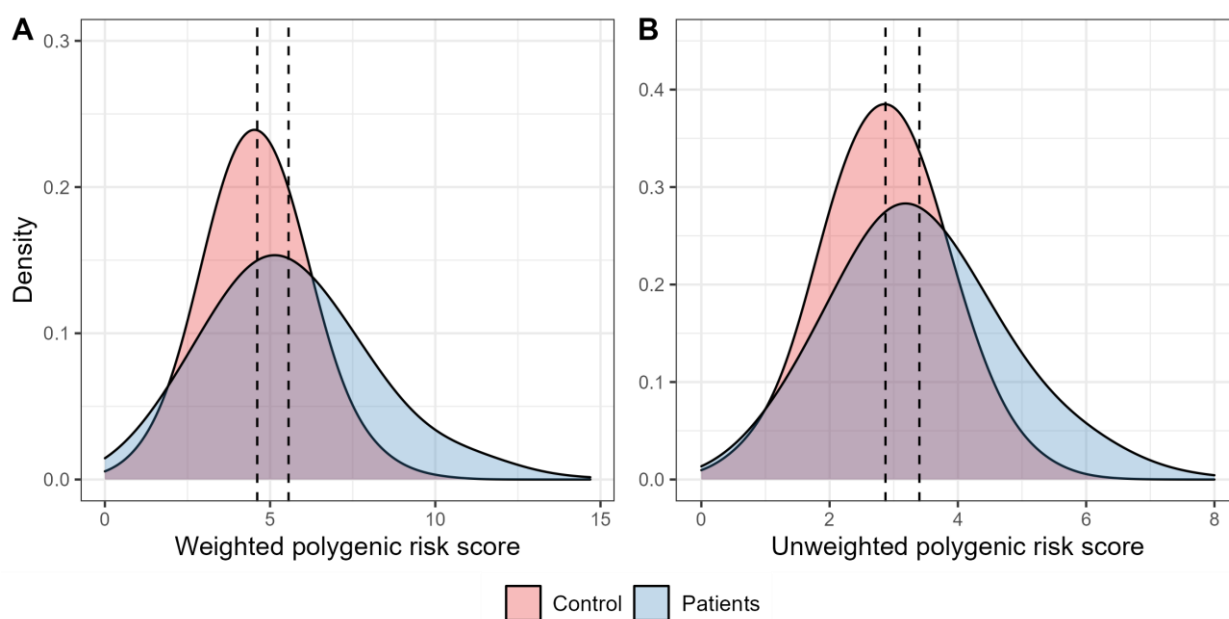 A
0.3
0.2
0.1
0.0
Density
0 5 10 15
Weighted polygenic risk score
B
0.4
0.3
0.2
0.1
0.0
0 2 4 6 8
Unweighted polygenic risk score
Control Patients